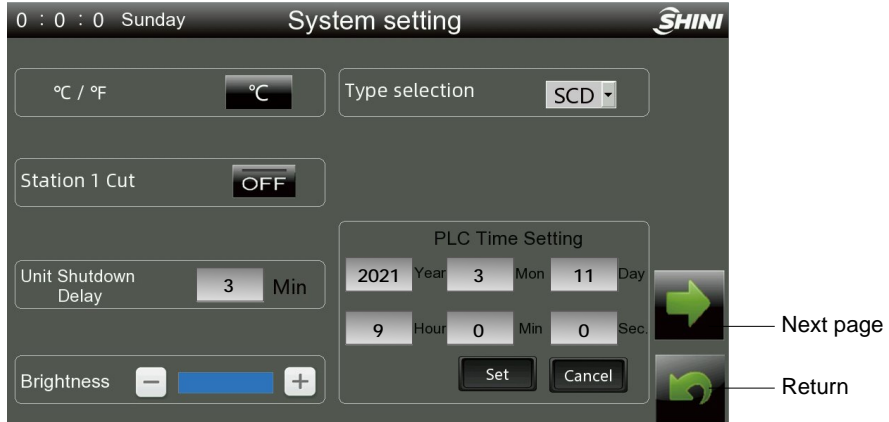 0 : 0 : 0 Sunday System setting SHINI
°C / °F °C Type selection SCD
Station 1 Cut OFF
PLC Time Setting
Unit Shutdown Delay 3 Min
2021 Year 3 Mon 11 Day
9 Hour 0 Min 0 Sec.
Next page
Brightness − +
Set Cancel
Return